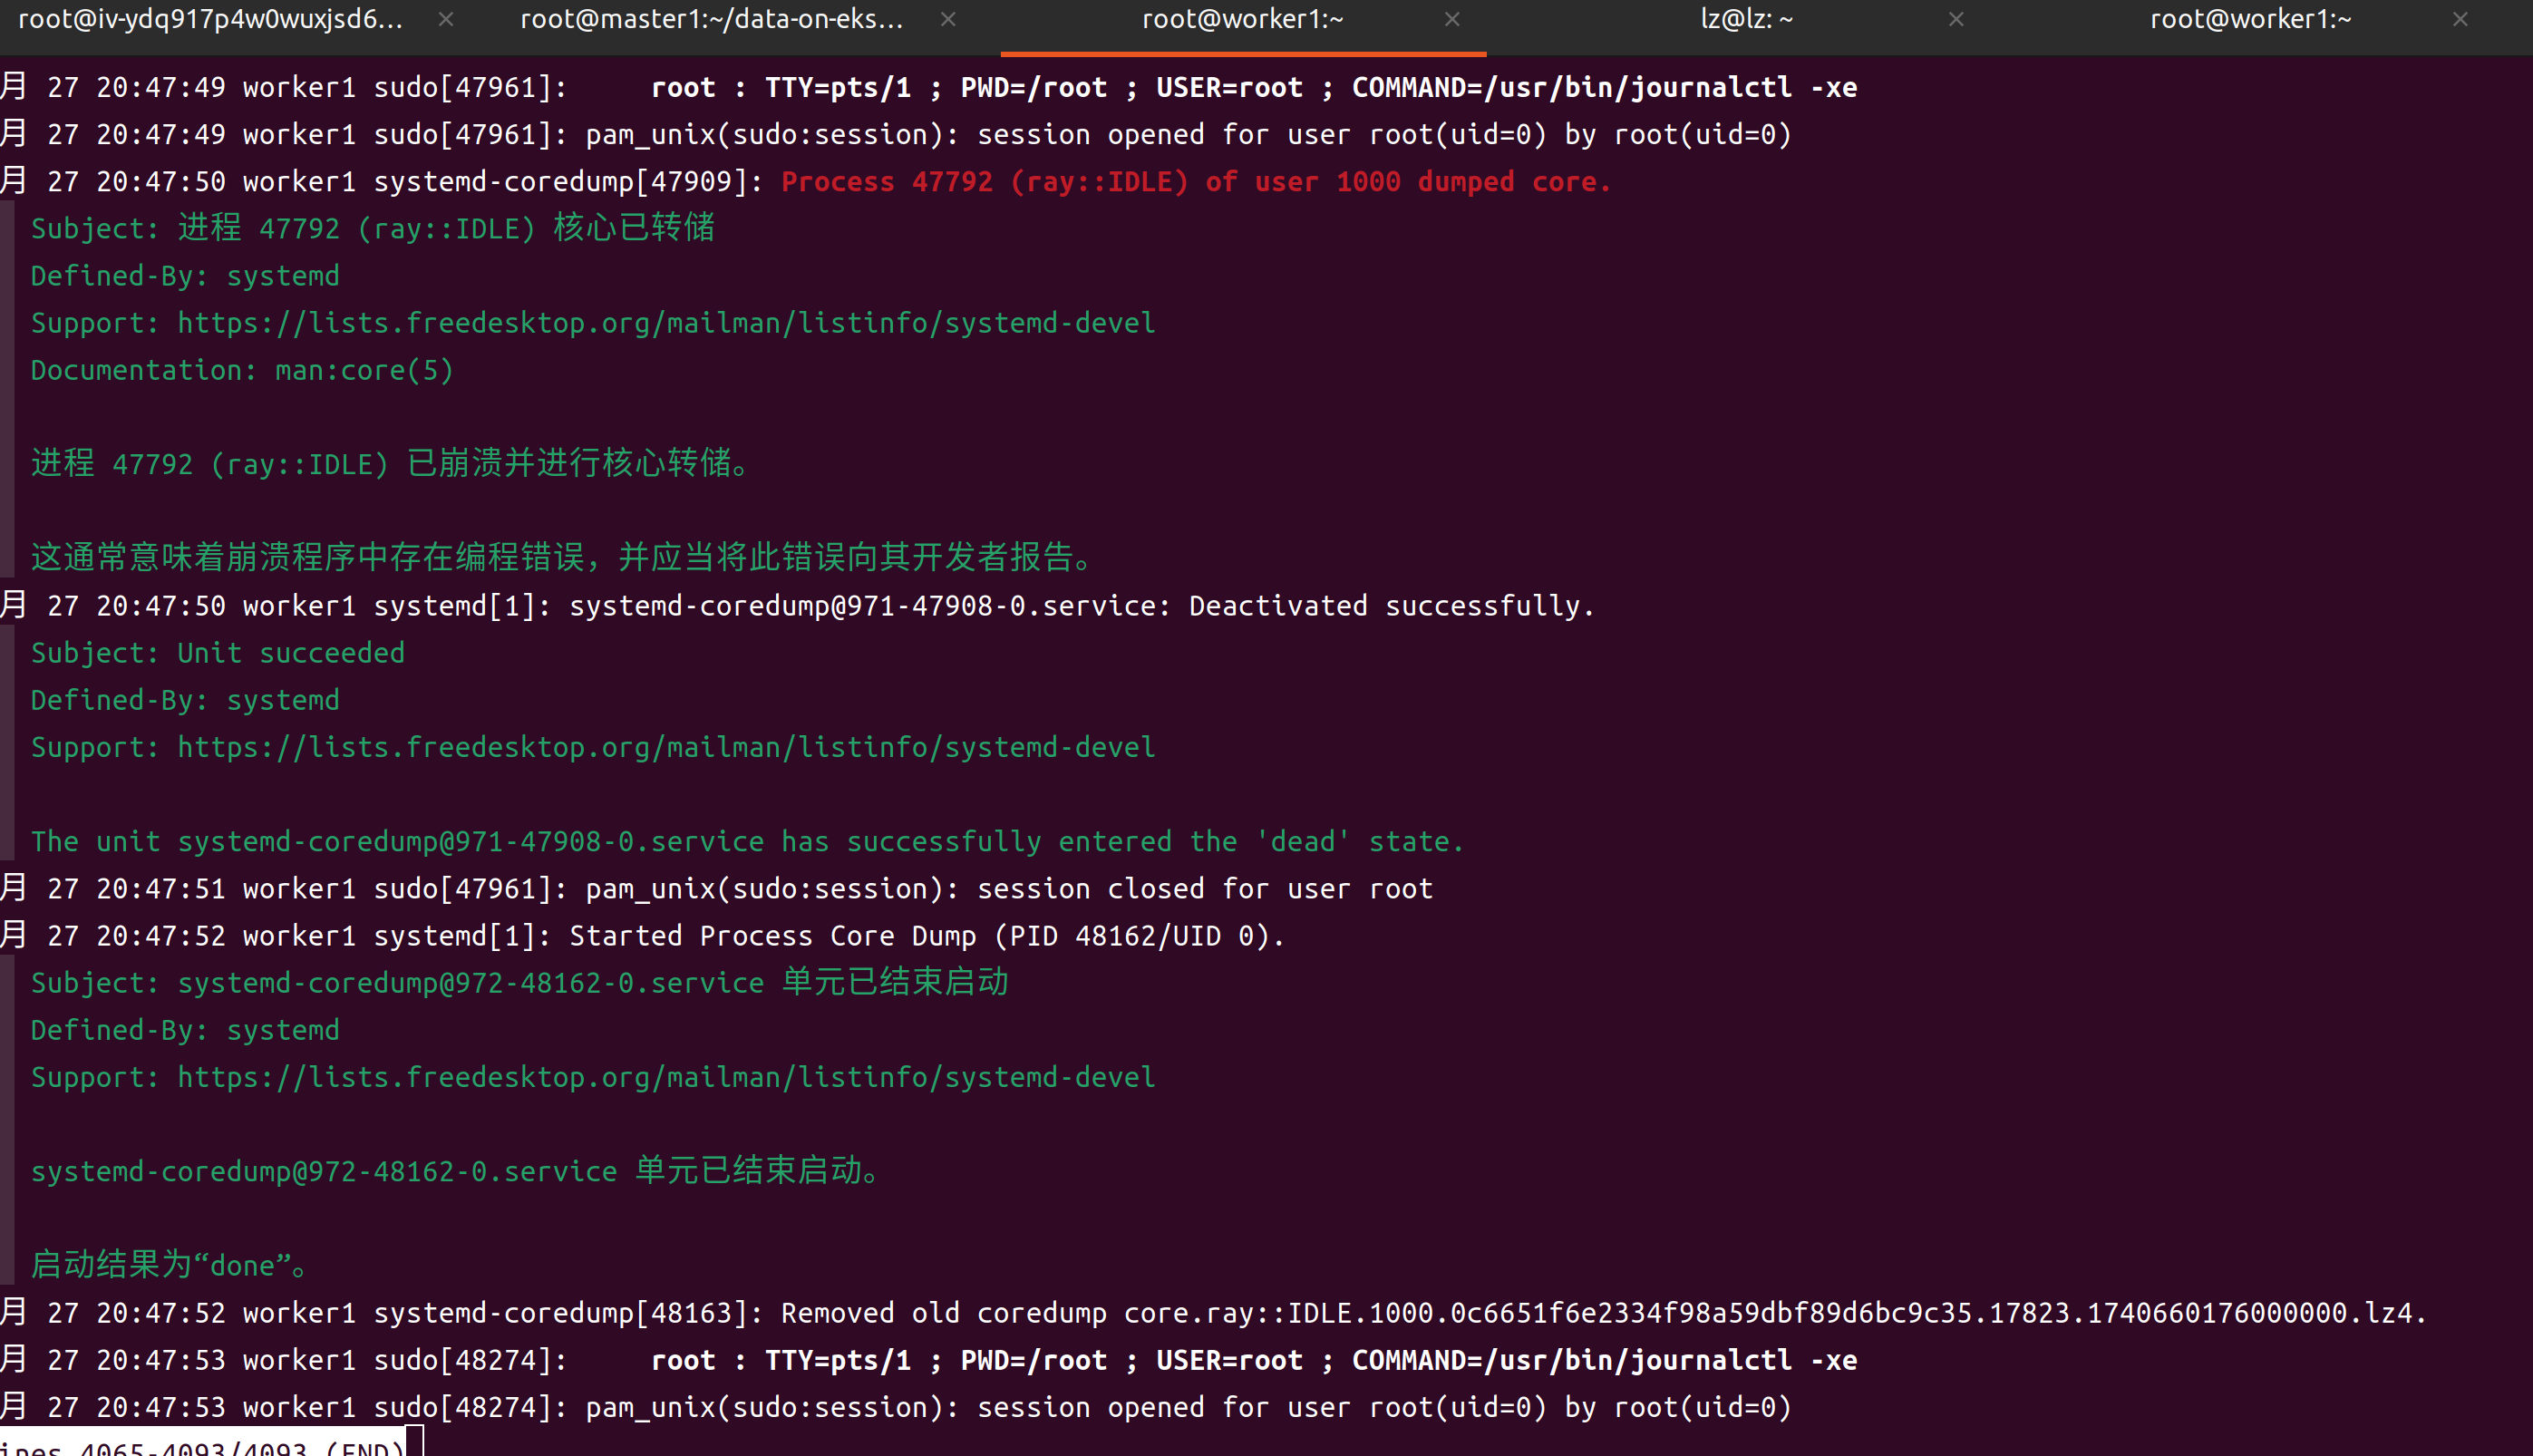 root@iv-ydq917p4w0wuxjsd6... × root@master1:~/data-on-eks... × root@worker1:~ × lz@lz: ~ × root@worker1:~ ×
月 27 20:47:49 worker1 sudo[47961]:     root : TTY=pts/1 ; PWD=/root ; USER=root ; COMMAND=/usr/bin/journalctl -xe
月 27 20:47:49 worker1 sudo[47961]: pam_unix(sudo:session): session opened for user root(uid=0) by root(uid=0)
月 27 20:47:50 worker1 systemd-coredump[47909]: Process 47792 (ray::IDLE) of user 1000 dumped core.
Subject: 进程 47792 (ray::IDLE) 核心已转储
Defined-By: systemd
Support: https://lists.freedesktop.org/mailman/listinfo/systemd-devel
Documentation: man:core(5)
进程 47792 (ray::IDLE) 已崩溃并进行核心转储。
这通常意味着崩溃程序中存在编程错误，并应当将此错误向其开发者报告。
月 27 20:47:50 worker1 systemd[1]: systemd-coredump@971-47908-0.service: Deactivated successfully.
Subject: Unit succeeded
Defined-By: systemd
Support: https://lists.freedesktop.org/mailman/listinfo/systemd-devel
The unit systemd-coredump@971-47908-0.service has successfully entered the 'dead' state.
月 27 20:47:51 worker1 sudo[47961]: pam_unix(sudo:session): session closed for user root
月 27 20:47:52 worker1 systemd[1]: Started Process Core Dump (PID 48162/UID 0).
Subject: systemd-coredump@972-48162-0.service 单元已结束启动
Defined-By: systemd
Support: https://lists.freedesktop.org/mailman/listinfo/systemd-devel
systemd-coredump@972-48162-0.service 单元已结束启动。
启动结果为“done”。
月 27 20:47:52 worker1 systemd-coredump[48163]: Removed old coredump core.ray::IDLE.1000.0c6651f6e2334f98a59dbf89d6bc9c35.17823.1740660176000000.lz4.
月 27 20:47:53 worker1 sudo[48274]:     root : TTY=pts/1 ; PWD=/root ; USER=root ; COMMAND=/usr/bin/journalctl -xe
月 27 20:47:53 worker1 sudo[48274]: pam_unix(sudo:session): session opened for user root(uid=0) by root(uid=0)
ines 4065-4093/4093 (END)